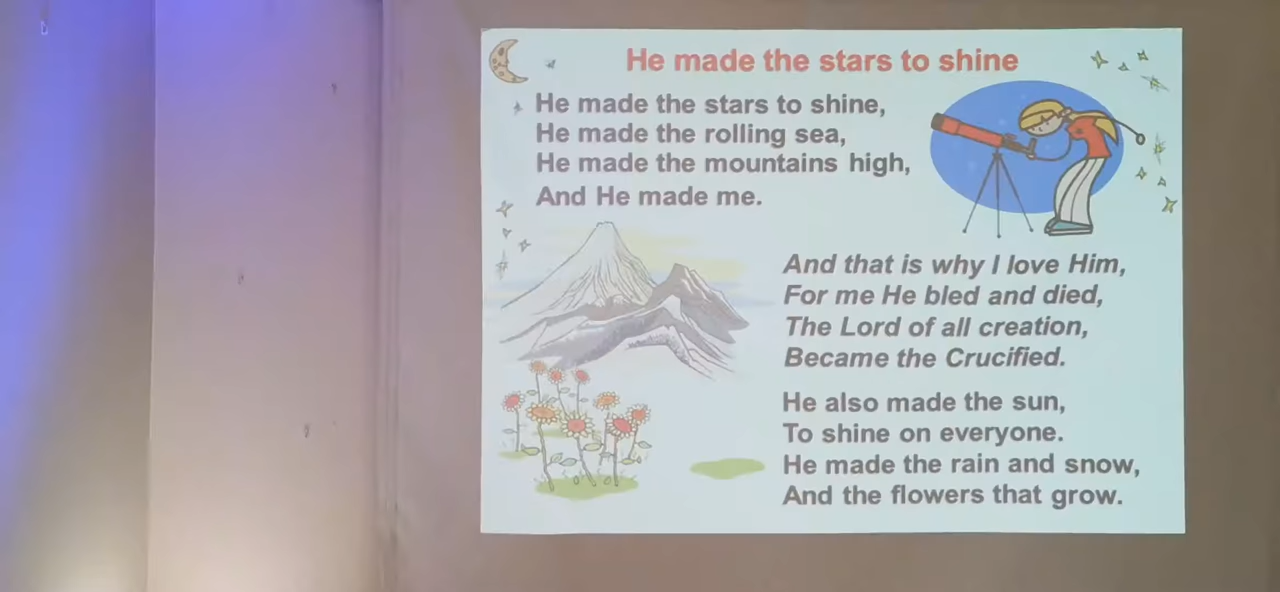 He made the stars to shine
He made the stars to shine,
He made the rolling sea,
He made the mountains high,
And He made me.
And that is why I love Him,
For me He bled and died,
The Lord of all creation,
Became the Crucified.
He also made the sun,
To shine on everyone.
He made the rain and snow,
And the flowers that grow.